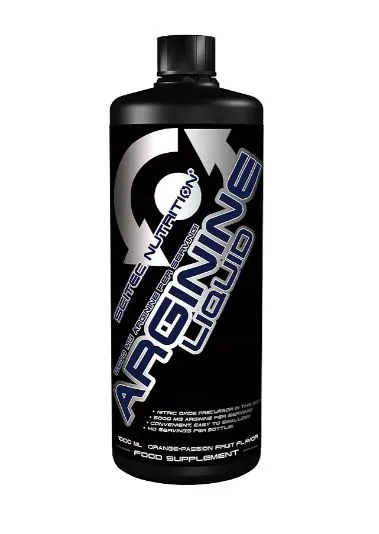 SCITEC NUTRITION®
5000 MG ARGININE PER SERVING!
ARGININE
LIQUID
• NITRIC OXIDE PRECURSOR IN THE
• 5000 MG ARGININE PER SERVING
• CONVENIENT, EASY TO SWALLOW
• 40 SERVINGS PER BOTTLE
1000 ML ORANGE-PASSION FRUIT FLAVOR
FOOD SUPPLEMENT